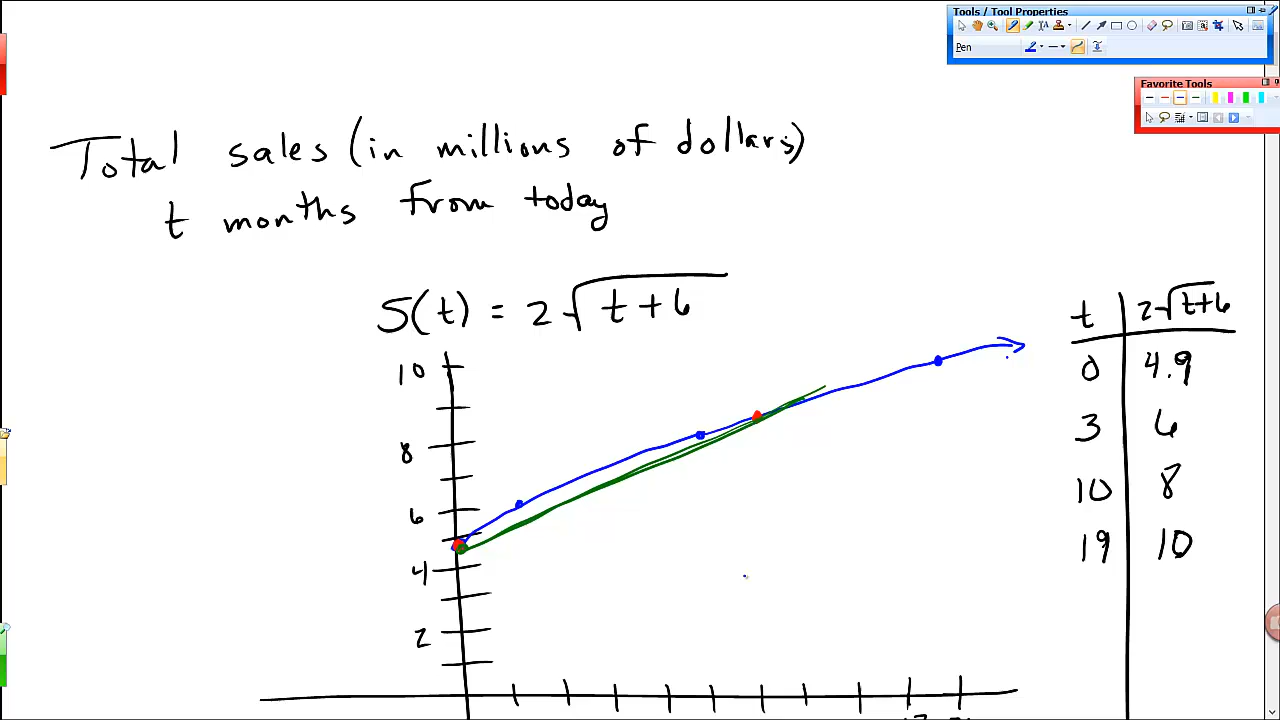 Tools / Tool Properties
Pen
Favorite Tools
Total sales (in millions of dollars)
t months from today
S(t) = 2√(t+6)
t 2√(t+6)
0 4.9
3 6
10 8
19 10
10
8
6
4
2